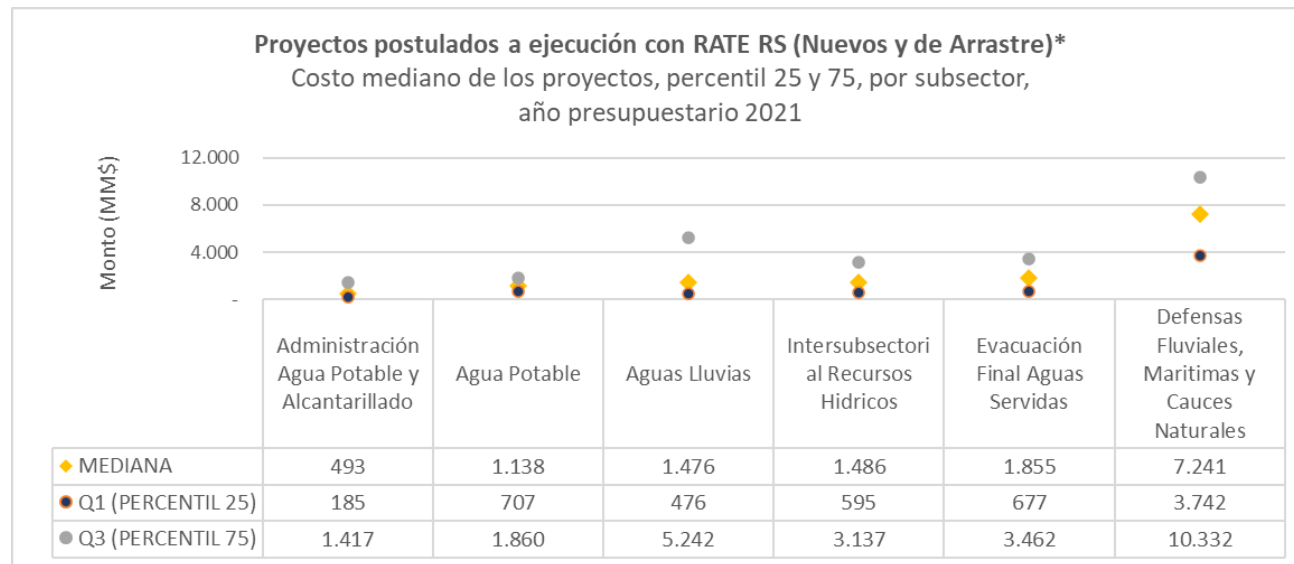 Proyectos postulados a ejecución con RATE RS (Nuevos y de Arrastre)*
Costo mediano de los proyectos, percentil 25 y 75, por subsector,
año presupuestario 2021
Monto (MM$)
12.000
8.000
4.000
-
Administración
Agua Potable y
Alcantarillado
Agua Potable
Aguas Lluvias
Intersubsectori
al Recursos
Hidricos
Evacuación
Final Aguas
Servidas
Defensas
Fluviales,
Maritimas y
Cauces
Naturales
MEDIANA 493 1.138 1.476 1.486 1.855 7.241
Q1 (PERCENTIL 25) 185 707 476 595 677 3.742
Q3 (PERCENTIL 75) 1.417 1.860 5.242 3.137 3.462 10.332